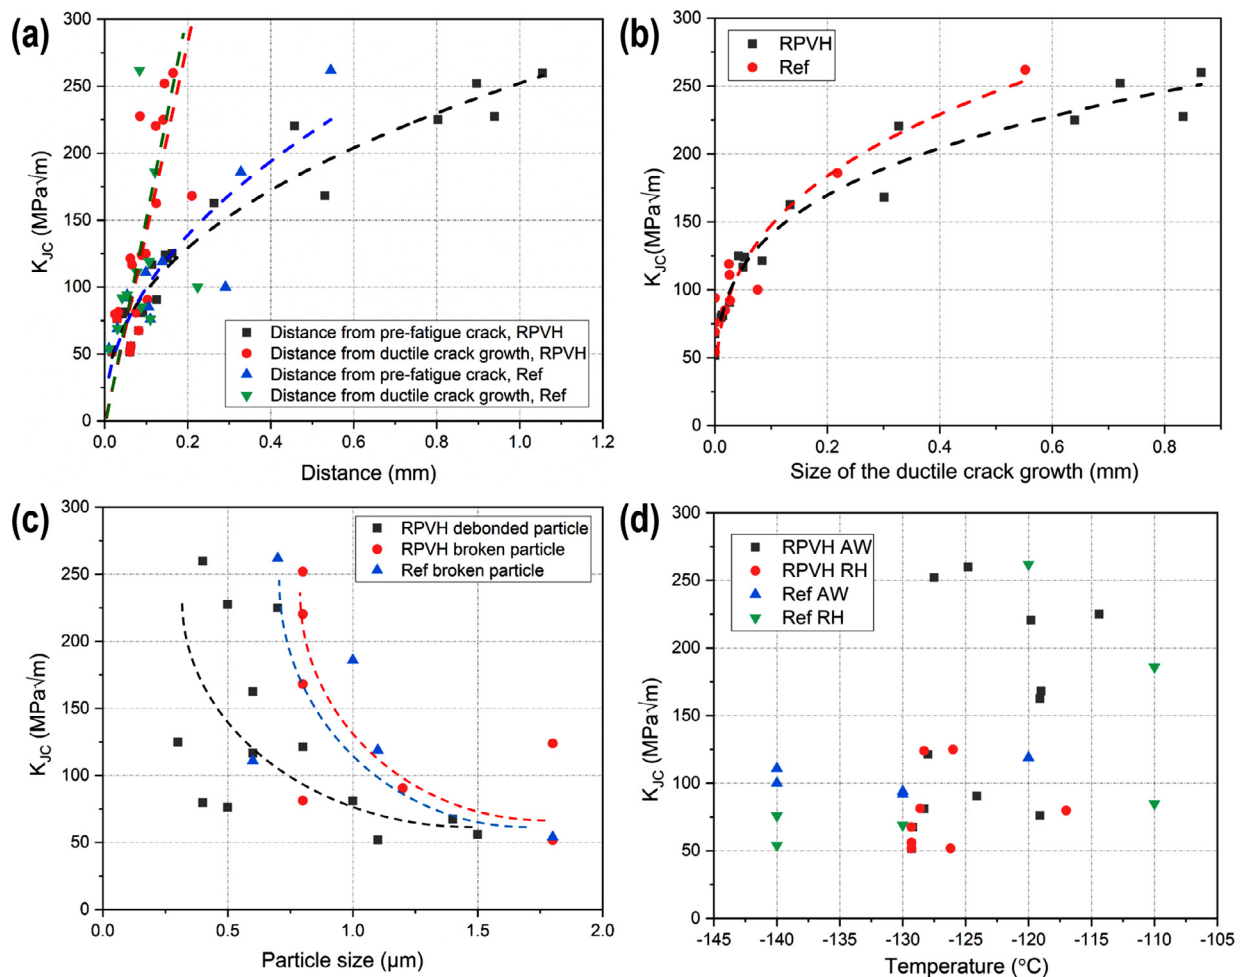 (a)
300
250
200
150
100
50
0
K_JC (MPa√m)
Distance from pre-fatigue crack, RPVH
Distance from ductile crack growth, RPVH
Distance from pre-fatigue crack, Ref
Distance from ductile crack growth, Ref
0.0 0.2 0.4 0.6 0.8 1.0 1.2
Distance (mm)
(b)
300
250
200
150
100
50
0
K_JC(MPa√m)
RPVH
Ref
0.0 0.2 0.4 0.6 0.8
Size of the ductile crack growth (mm)
(c)
300
250
200
150
100
50
0
K_JC (MPa√m)
RPVH debonded particle
RPVH broken particle
Ref broken particle
0.0 0.5 1.0 1.5 2.0
Particle size (μm)
(d)
300
250
200
150
100
50
0
K_JC (MPa√m)
RPVH AW
RPVH RH
Ref AW
Ref RH
-145 -140 -135 -130 -125 -120 -115 -110 -105
Temperature (°C)